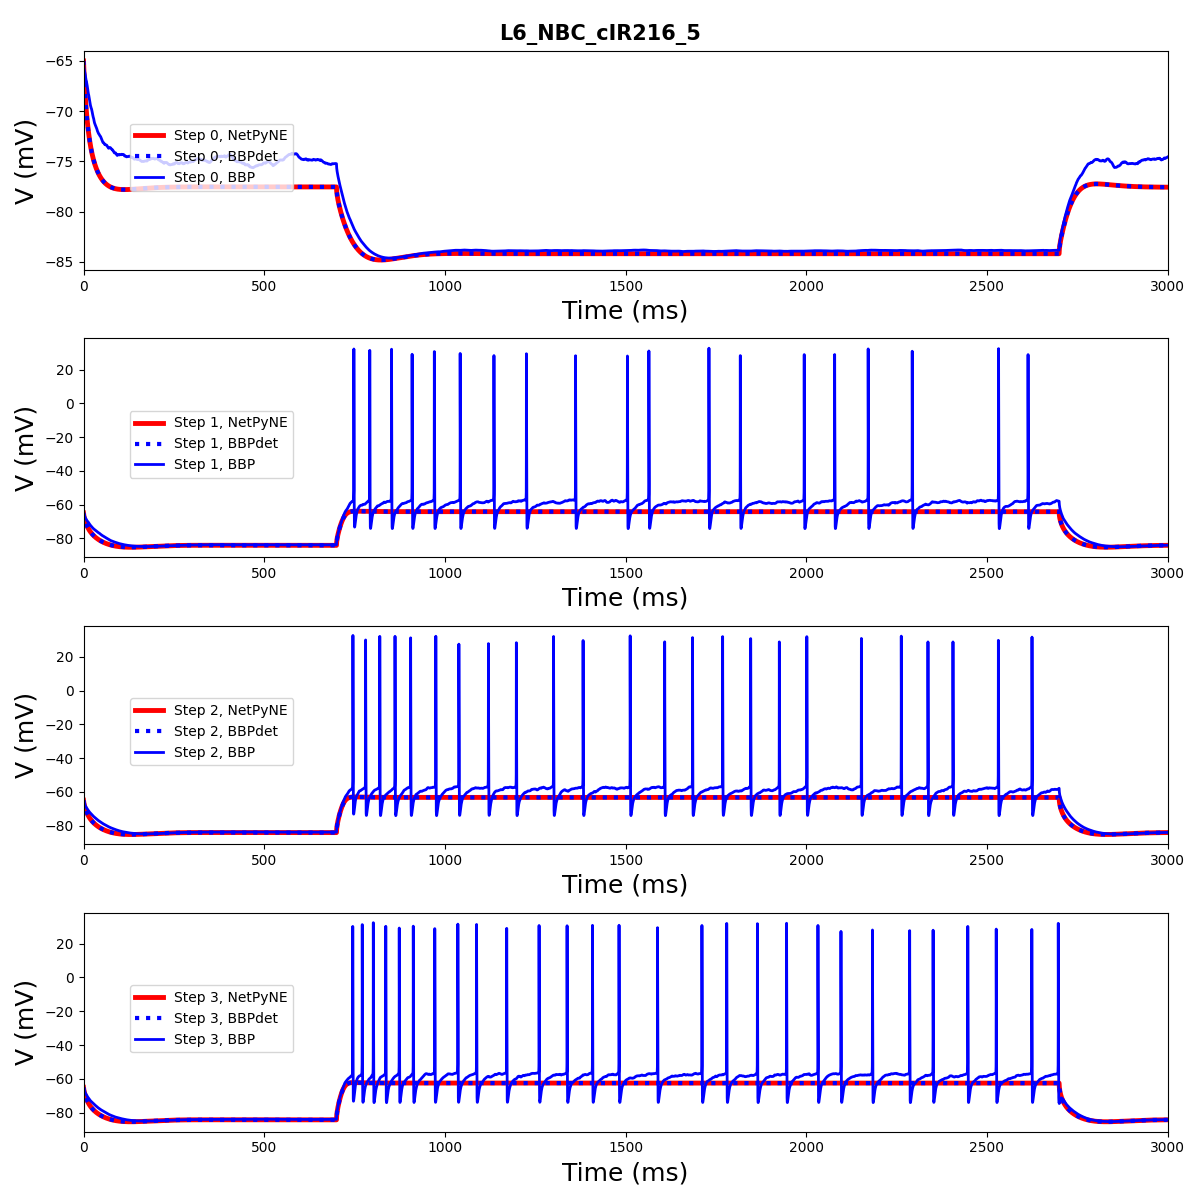 L6_NBC_cIR216_5
−65
−70
−75
−80
−85
V (mV)
Step 0, NetPyNE
Step 0, BBPdet
Step 0, BBP
0 500 1000 1500 2000 2500 3000
Time (ms)
20
0
−20
−40
−60
−80
V (mV)
Step 1, NetPyNE
Step 1, BBPdet
Step 1, BBP
0 500 1000 1500 2000 2500 3000
Time (ms)
20
0
−20
−40
−60
−80
V (mV)
Step 2, NetPyNE
Step 2, BBPdet
Step 2, BBP
0 500 1000 1500 2000 2500 3000
Time (ms)
20
0
−20
−40
−60
−80
V (mV)
Step 3, NetPyNE
Step 3, BBPdet
Step 3, BBP
0 500 1000 1500 2000 2500 3000
Time (ms)